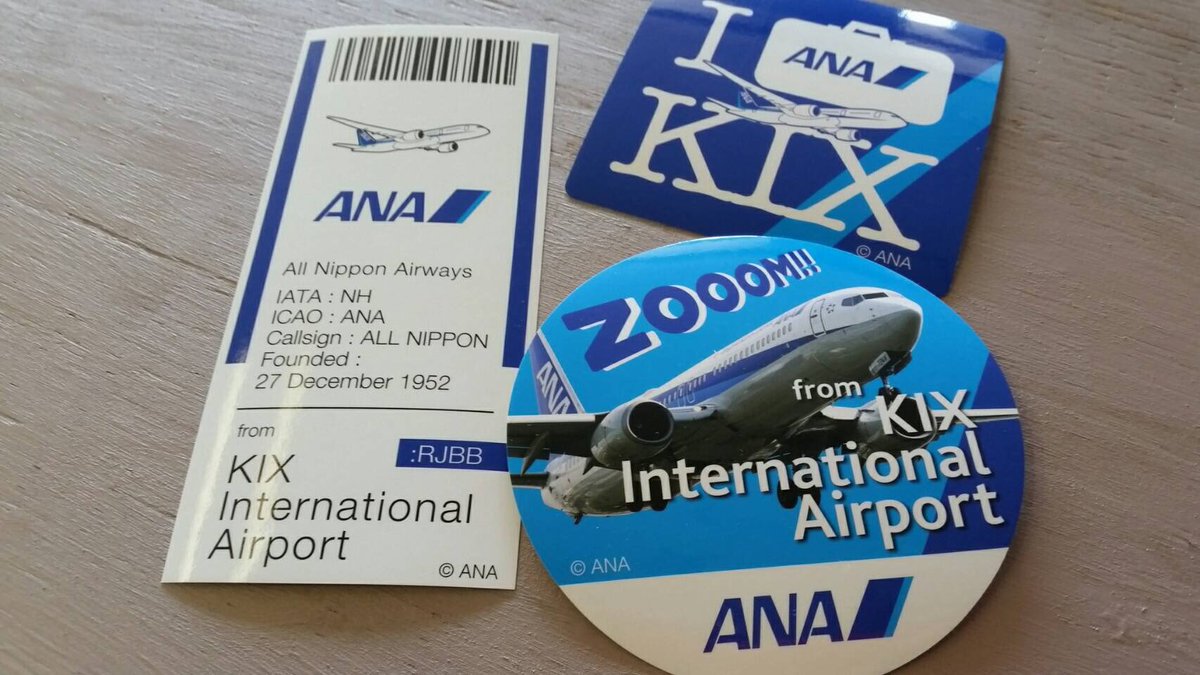 ANA
All Nippon Airways
IATA : NH
ICAO : ANA
Callsign : ALL NIPPON
Founded :
27 December 1952
from
:RJBB
KIX
International
Airport
© ANA
I
ANA
KIX
© ANA
ZOOOM!!
ANA
from
KIX
International
Airport
© ANA
ANA